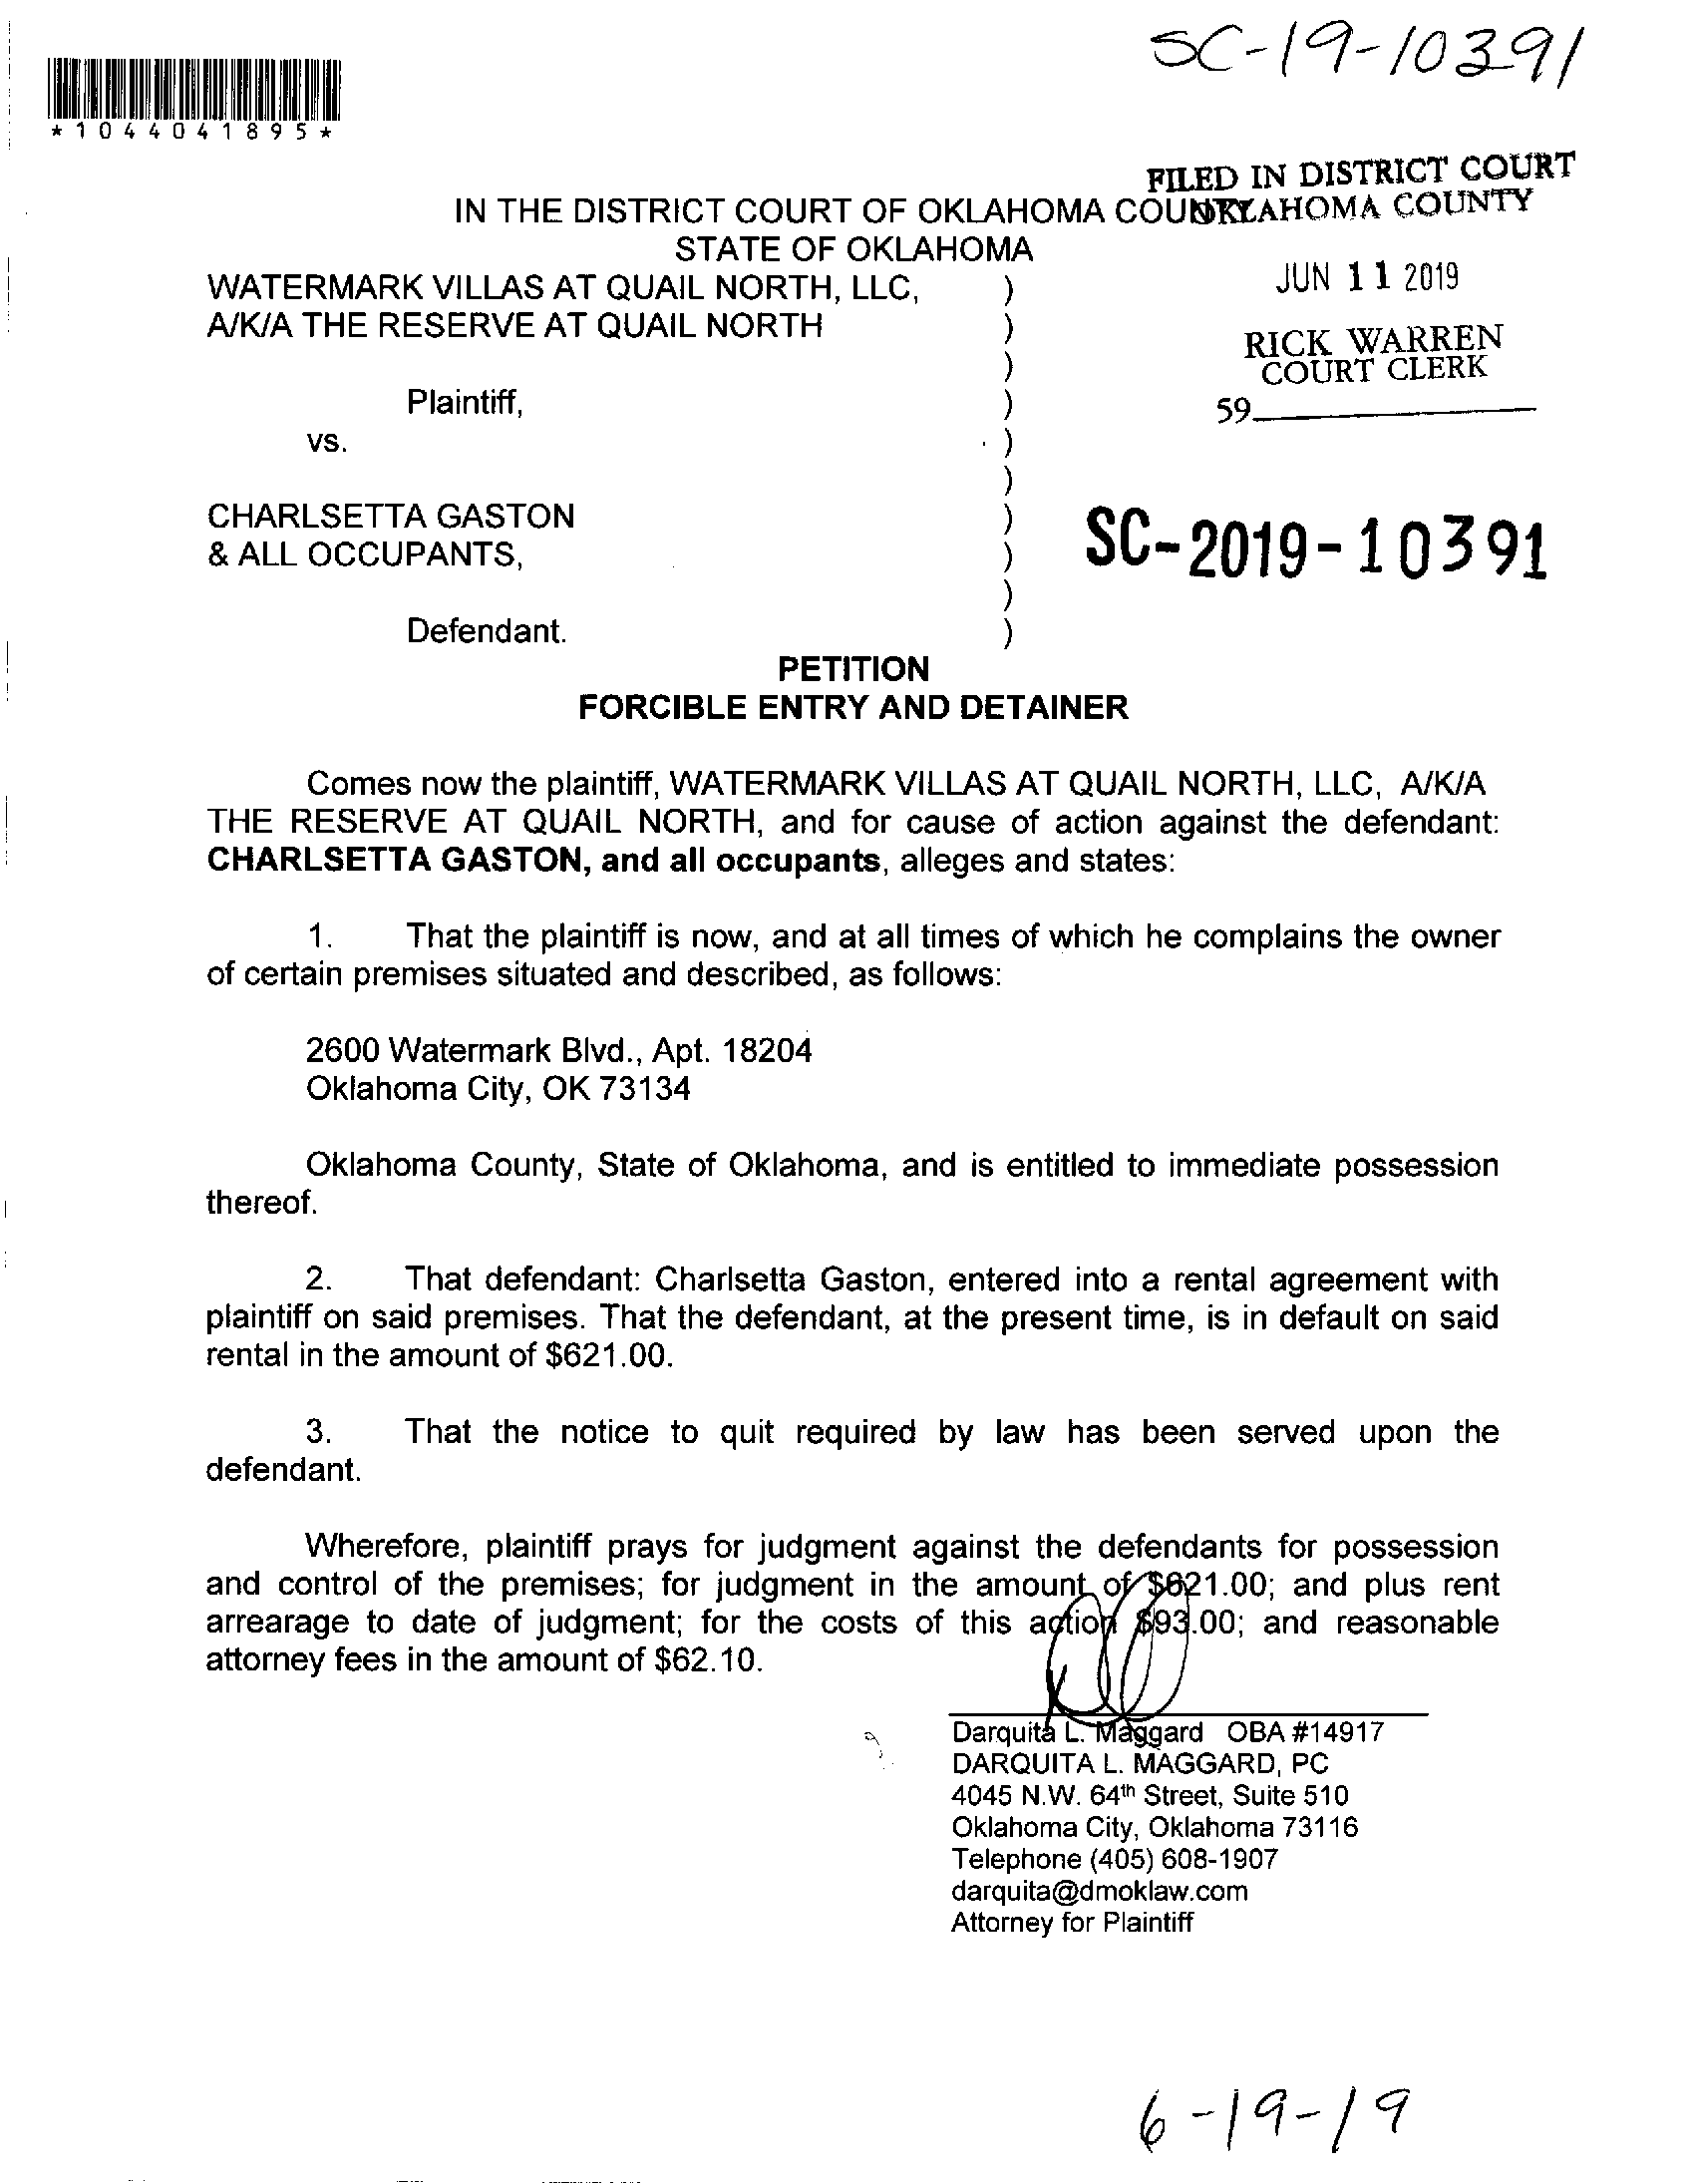 SC-19-10391
*1044041895*
FILED IN DISTRICT COURT
OKLAHOMA COUNTY
IN THE DISTRICT COURT OF OKLAHOMA COUNTY
STATE OF OKLAHOMA
JUN 11 2019
WATERMARK VILLAS AT QUAIL NORTH, LLC, )
A/K/A THE RESERVE AT QUAIL NORTH )
RICK WARREN
COURT CLERK
)
Plaintiff, )
59
vs. )
)
CHARLSETTA GASTON )
& ALL OCCUPANTS, )
SC-2019-10391
)
Defendant. )
PETITION
FORCIBLE ENTRY AND DETAINER
Comes now the plaintiff, WATERMARK VILLAS AT QUAIL NORTH, LLC, A/K/A
THE RESERVE AT QUAIL NORTH, and for cause of action against the defendant:
CHARLSETTA GASTON, and all occupants, alleges and states:
1. That the plaintiff is now, and at all times of which he complains the owner
of certain premises situated and described, as follows:
2600 Watermark Blvd., Apt. 18204
Oklahoma City, OK 73134
Oklahoma County, State of Oklahoma, and is entitled to immediate possession
thereof.
2. That defendant: Charlsetta Gaston, entered into a rental agreement with
plaintiff on said premises. That the defendant, at the present time, is in default on said
rental in the amount of $621.00.
3. That the notice to quit required by law has been served upon the
defendant.
Wherefore, plaintiff prays for judgment against the defendants for possession
and control of the premises; for judgment in the amount of $621.00; and plus rent
arrearage to date of judgment; for the costs of this action $93.00; and reasonable
attorney fees in the amount of $62.10.
Darquita L. Maggard OBA #14917
DARQUITA L. MAGGARD, PC
4045 N.W. 64th Street, Suite 510
Oklahoma City, Oklahoma 73116
Telephone (405) 608-1907
darquita@dmoklaw.com
Attorney for Plaintiff
6-19-19